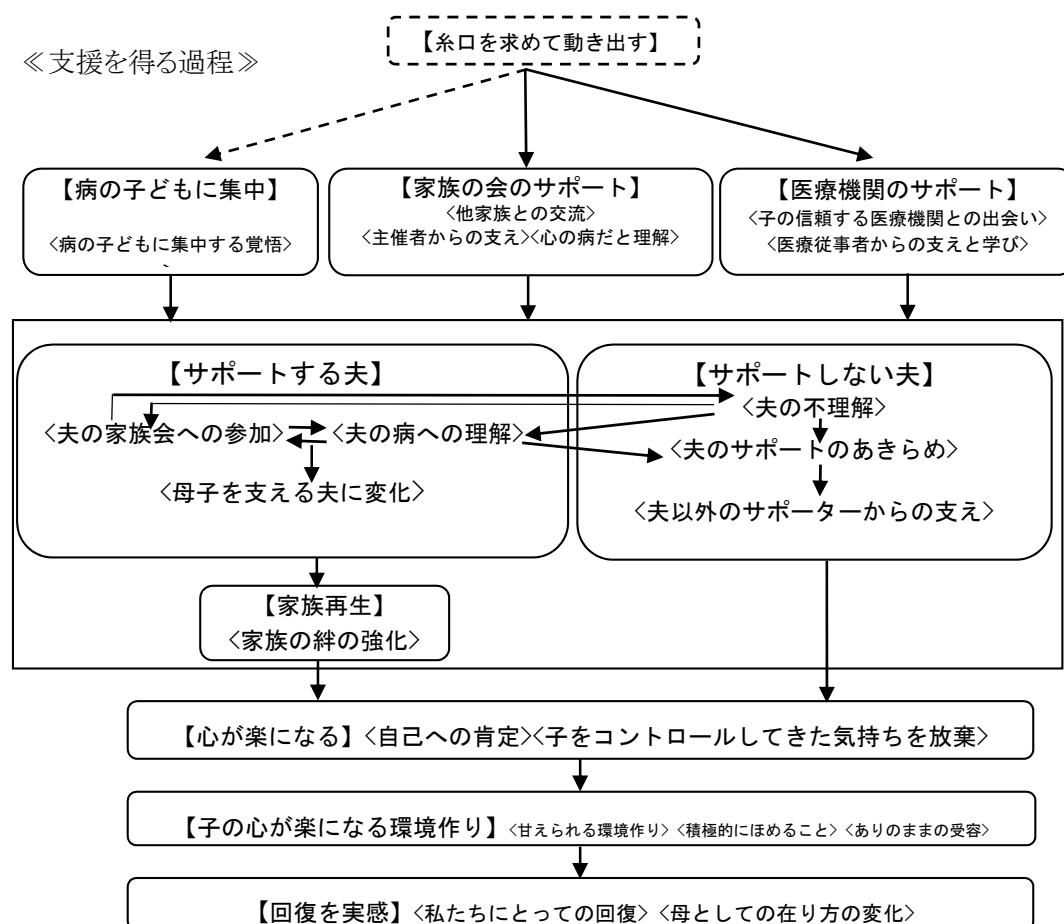 【糸口を求めて動き出す】
≪支援を得る過程≫
【病の子どもに集中】
<病の子どもに集中する覚悟>
【家族の会のサポート】
<他家族との交流>
<主催者からの支え><心の病だと理解>
【医療機関のサポート】
<子の信頼する医療機関との出会い>
<医療従事者からの支えと学び>
【サポートする夫】
<夫の家族会への参加>
<夫の病への理解>
<母子を支える夫に変化>
【サポートしない夫】
<夫の不理解>
<夫のサポートのあきらめ>
<夫以外のサポーターからの支え>
【家族再生】
<家族の絆の強化>
【心が楽になる】<自己への肯定><子をコントロールしてきた気持ちを放棄>
【子の心が楽になる環境作り】<甘えられる環境作り><積極的にほめること><ありのままの受容>
【回復を実感】<私たちにとっての回復><母としての在り方の変化>